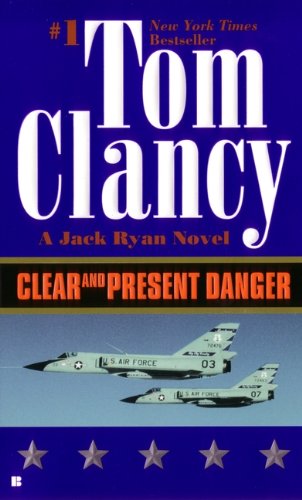 #1
New York Times
Bestseller
Tom
Clancy
A Jack Ryan Novel
CLEAR AND PRESENT DANGER
U.S. AIR FORCE
03
U.S. AIR FORCE
07
B